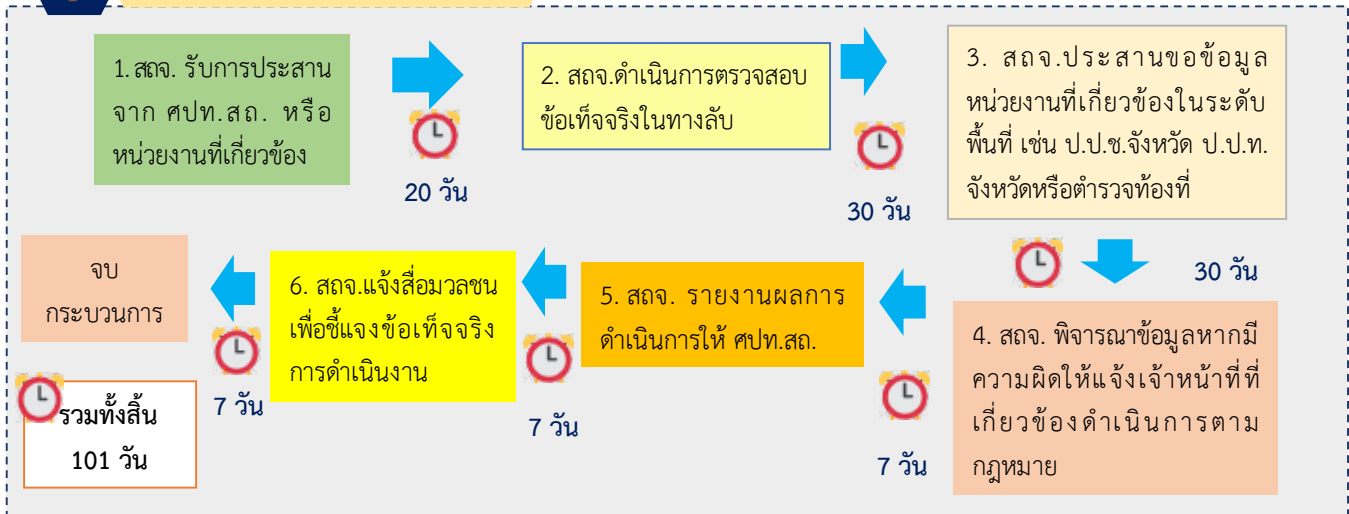 1. สถจ. รับการประสาน
จาก ศปท.สถ. หรือ
หน่วยงานที่เกี่ยวข้อง
20 วัน
2. สถจ.ดำเนินการตรวจสอบ
ข้อเท็จจริงในทางลับ
30 วัน
3. สถจ.ประสานขอข้อมูล
หน่วยงานที่เกี่ยวข้องในระดับ
พื้นที่ เช่น ป.ป.ช.จังหวัด ป.ป.ท.
จังหวัดหรือตำรวจท้องที่
30 วัน
4. สถจ. พิจารณาข้อมูลหากมี
ความผิดให้แจ้งเจ้าหน้าที่ที่
เกี่ยวข้องดำเนินการตาม
กฎหมาย
7 วัน
5. สถจ. รายงานผลการ
ดำเนินการให้ ศปท.สถ.
7 วัน
6. สถจ.แจ้งสื่อมวลชน
เพื่อชี้แจงข้อเท็จจริง
การดำเนินงาน
7 วัน
จบ
กระบวนการ
รวมทั้งสิ้น
101 วัน